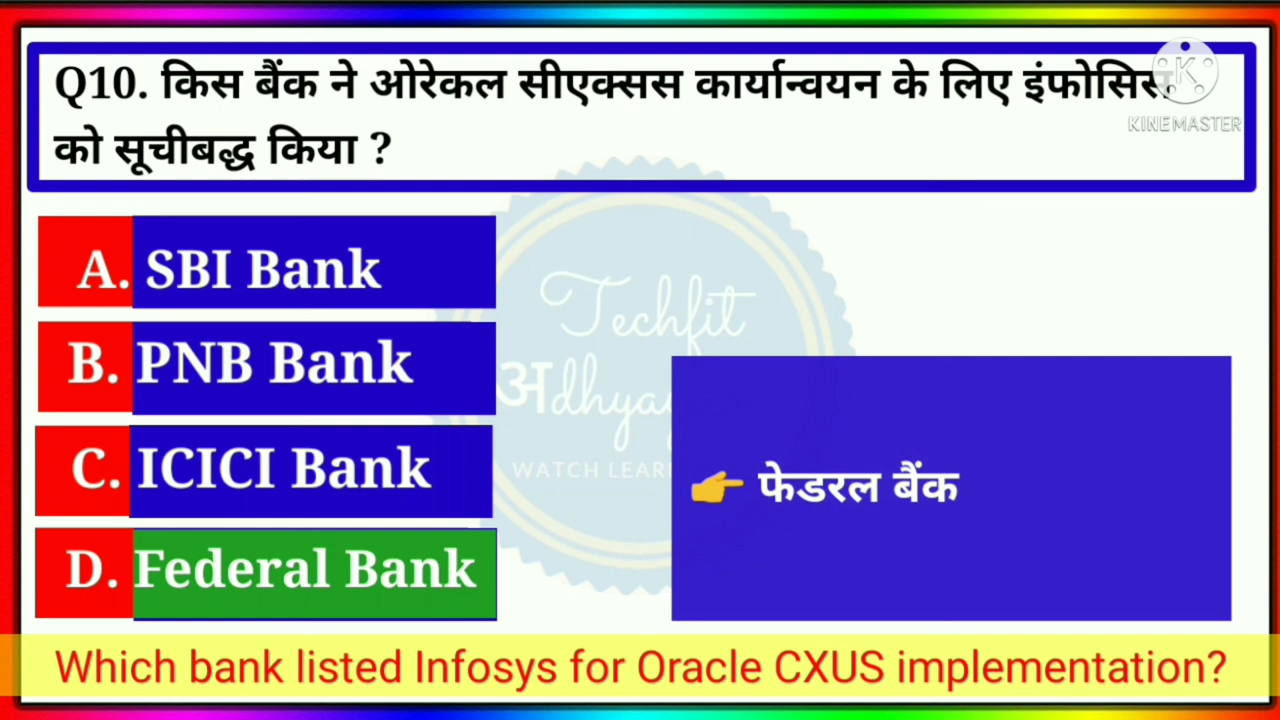 Q10. किस बैंक ने ओरेकल सीएक्सस कार्यान्वयन के लिए इंफोसिस
को सूचीबद्ध किया ?
KINEMASTER
A. SBI Bank
B. PNB Bank
C. ICICI Bank
D. Federal Bank
Techfit
WATCH LEAR
👉 फेडरल बैंक
Which bank listed Infosys for Oracle CXUS implementation?